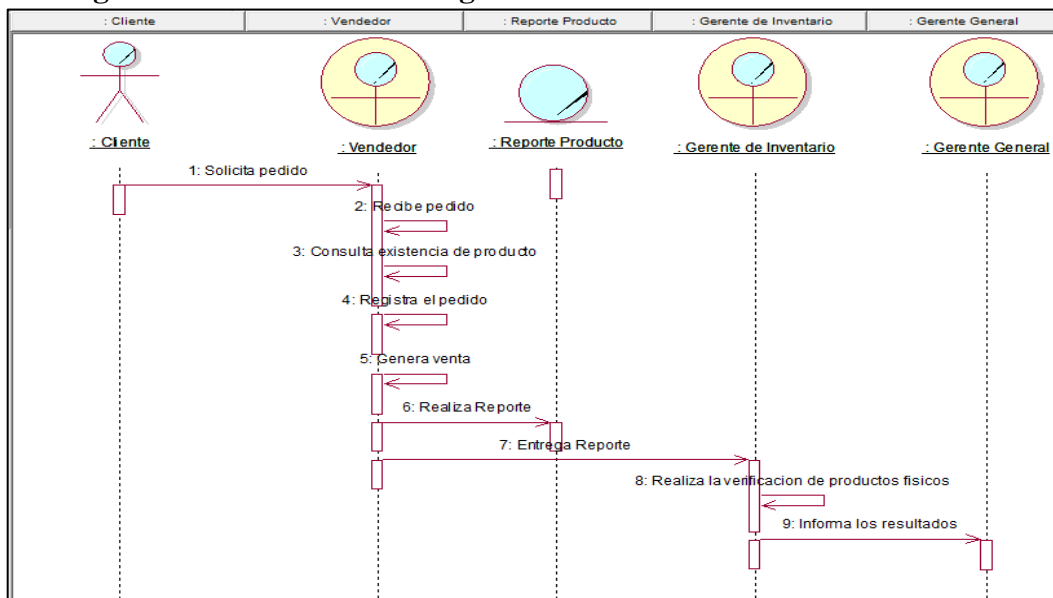 : Cliente
: Vendedor
: Reporte Producto
: Gerente de Inventario
: Gerente General
: Cliente
: Vendedor
: Reporte Producto
: Gerente de Inventario
: Gerente General
1: Solicita pedido
2: Recibe pedido
3: Consulta existencia de producto
4: Registra el pedido
5: Genera venta
6: Realiza Reporte
7: Entrega Reporte
8: Realiza la verificacion de productos fisicos
9: Informa los resultados